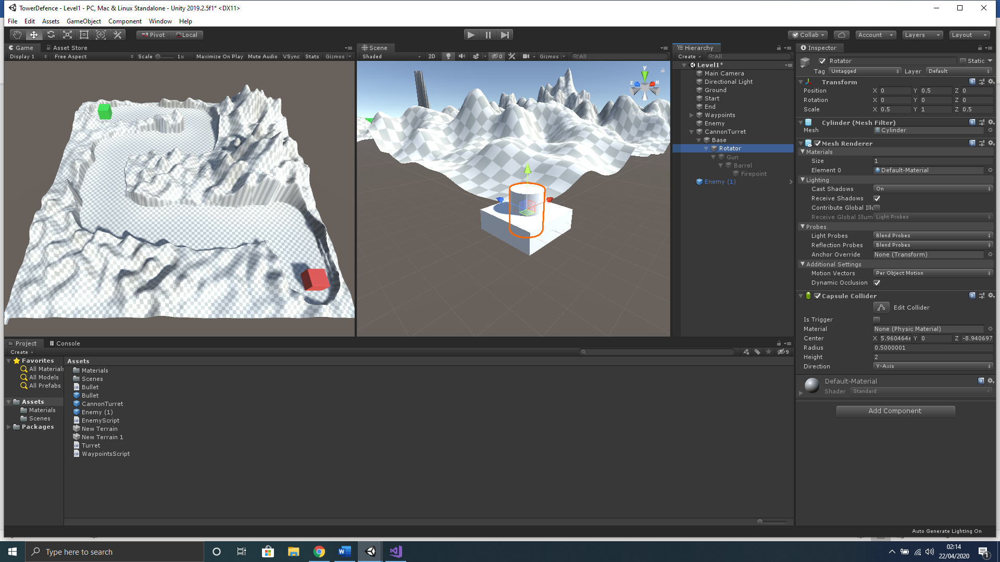 TowerDefence - Level1 - PC, Mac & Linux Standalone - Unity 2019.2.5f1* <DX11>
File Edit Assets GameObject Component Window Help
Pivot Local
Collab Account Layers Layout
Game Asset Store
Display 1 Free Aspect Scale 1x Maximize On Play Mute Audio VSync Stats Gizmos
Scene
Shaded 2D 0 Gizmos All
y
z x
Hierarchy
Create All
Level1*
Main Camera
Directional Light
Ground
Start
End
Waypoints
Enemy
CannonTurret
Base
Rotator
Gun
Barrel
Firepoint
Enemy (1)
Inspector
Rotator Static
Tag Untagged Layer Default
Transform
Position X 0 Y 0.5 Z 0
Rotation X 0 Y 0 Z 0
Scale X 0.5 Y 1 Z 0.5
Cylinder (Mesh Filter)
Mesh Cylinder
Mesh Renderer
Materials
Size 1
Element 0 Default-Material
Lighting
Cast Shadows On
Receive Shadows
Contribute Global Illu
Receive Global Illum Light Probes
Probes
Light Probes Blend Probes
Reflection Probes Blend Probes
Anchor Override None (Transform)
Additional Settings
Motion Vectors Per Object Motion
Dynamic Occlusion
Capsule Collider
Edit Collider
Is Trigger
Material None (Physic Material)
Center X 5.960464e Y 0 Z -8.940697
Radius 0.5000001
Height 2
Direction Y-Axis
Default-Material
Shader Standard
Add Component
Project Console
Create 9
Favorites
All Materials
All Models
All Prefabs
Assets
Materials
Scenes
Packages
Assets
Materials
Scenes
Bullet
Bullet
CannonTurret
Enemy (1)
EnemyScript
New Terrain
New Terrain 1
Turret
WaypointsScript
Auto Generate Lighting On
Type here to search
02:14
22/04/2020
1